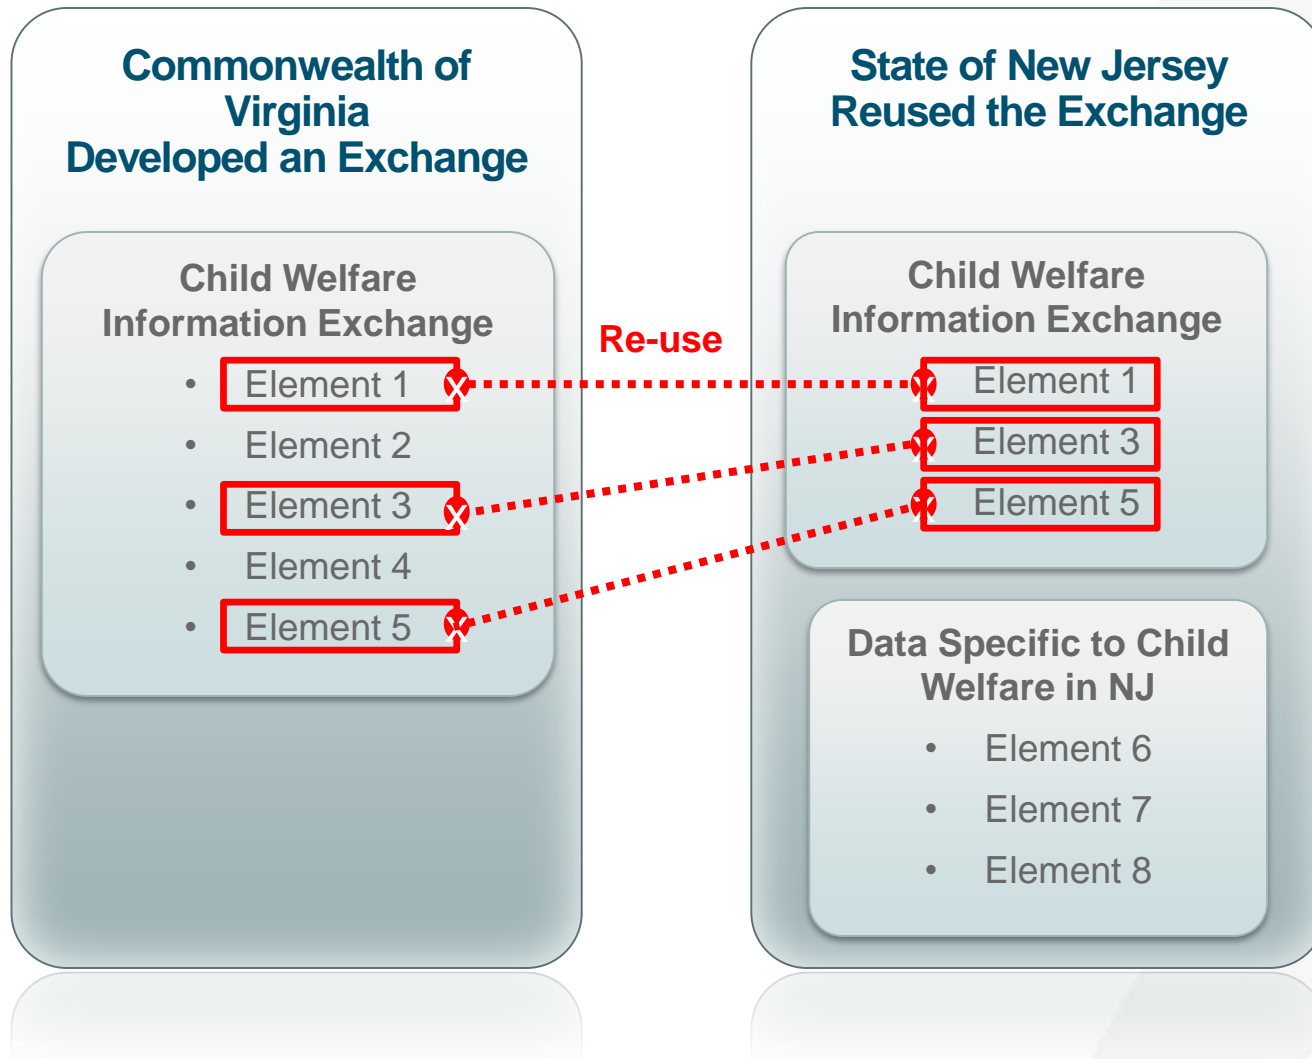 Commonwealth of
Virginia
Developed an Exchange
Child Welfare
Information Exchange
• Element 1 x
• Element 2
• Element 3 x
• Element 4
• Element 5 x
Re-use
State of New Jersey
Reused the Exchange
Child Welfare
Information Exchange
x Element 1
x Element 3
x Element 5
Data Specific to Child
Welfare in NJ
• Element 6
• Element 7
• Element 8